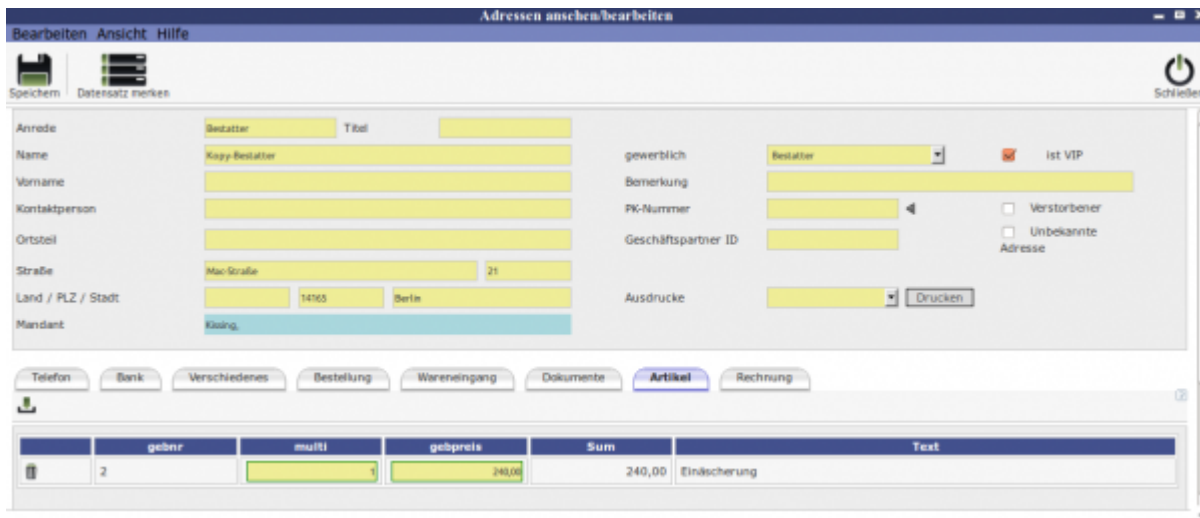 Adressen ansehen/bearbeiten
Bearbeiten Ansicht Hilfe
Speichern Datensatz merken Schließen
Anrede Bestatter Titel
Name Kopy-Bestatter gewerblich Bestatter ist VIP
Vorname Bemerkung
Kontaktperson PK-Nummer Verstorbener
Ortsteil Geschäftspartner ID Unbekannte
Adresse
Straße Mac-Straße 21
Land / PLZ / Stadt 14165 Berlin Ausdrucke Drucken
Mandant Kissing,
Telefon Bank Verschiedenes Bestellung Wareneingang Dokumente Artikel Rechnung
gebnr multi gebpreis Sum Text
2 1 240,00 240,00 Einäscherung